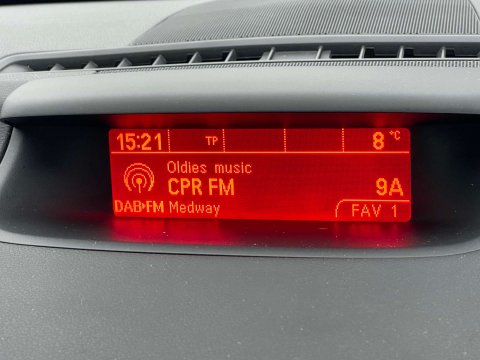 15:21 TP 8 °C
Oldies music
CPR FM 9A
DAB▸FM Medway FAV 1